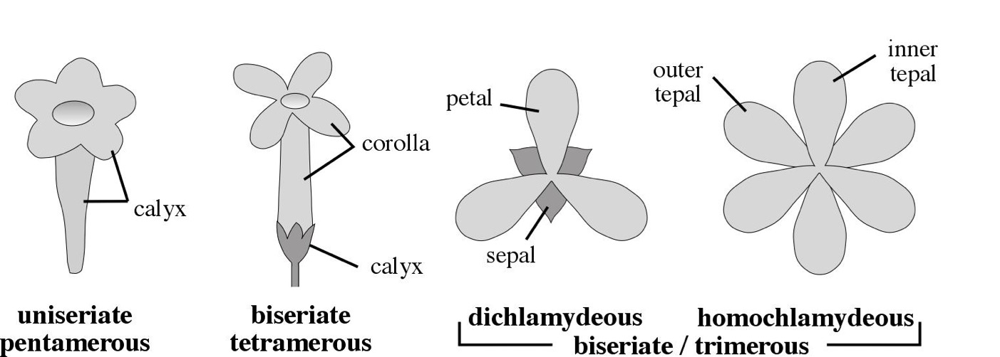 calyx
uniseriate
pentamerous
corolla
calyx
biseriate
tetramerous
petal
sepal
dichlamydeous
outer
tepal
inner
tepal
homochlamydeous
biseriate / trimerous